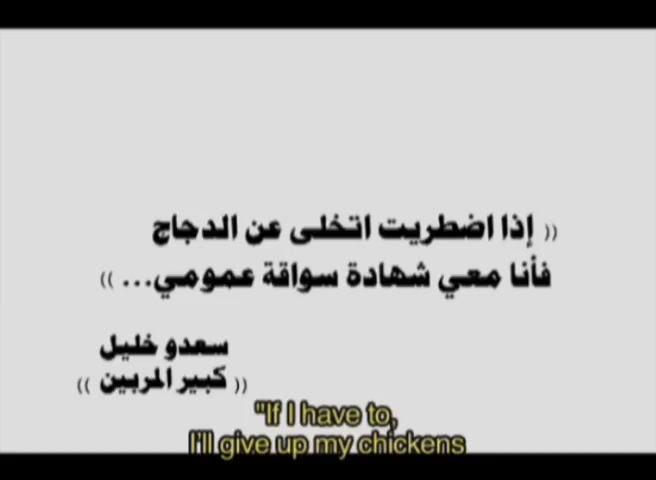 (( إذا اضطريت اتخلى عن الدجاج
فأنا معي شهادة سواقة عمومي... ))
سعدو خليل
(( كبير المربين ))
"If I have to,
I'll give up my chickens